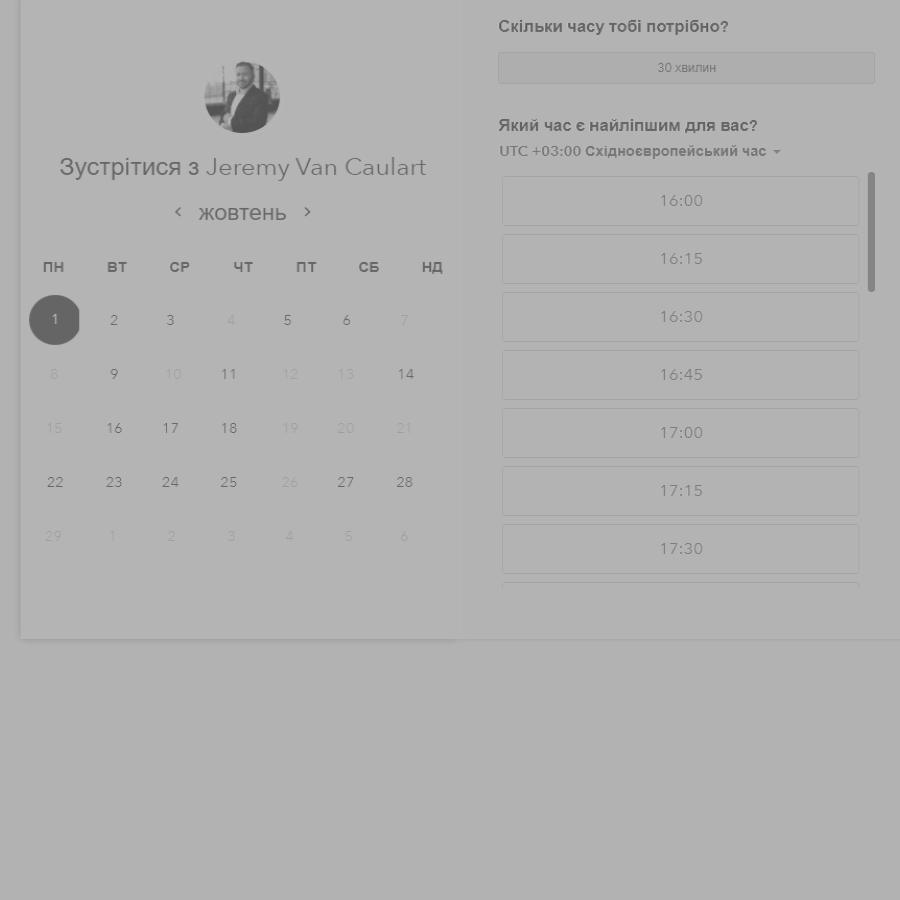 Зустрітися з Jeremy Van Caulart
жовтень
ПН ВТ СР ЧТ ПТ СБ НД
1 2 3 4 5 6 7
8 9 10 11 12 13 14
15 16 17 18 19 20 21
22 23 24 25 26 27 28
29 1 2 3 4 5 6
Скільки часу тобі потрібно?
30 хвилин
Який час є найліпшим для вас?
UTC +03:00 Східноєвропейський час
16:00
16:15
16:30
16:45
17:00
17:15
17:30